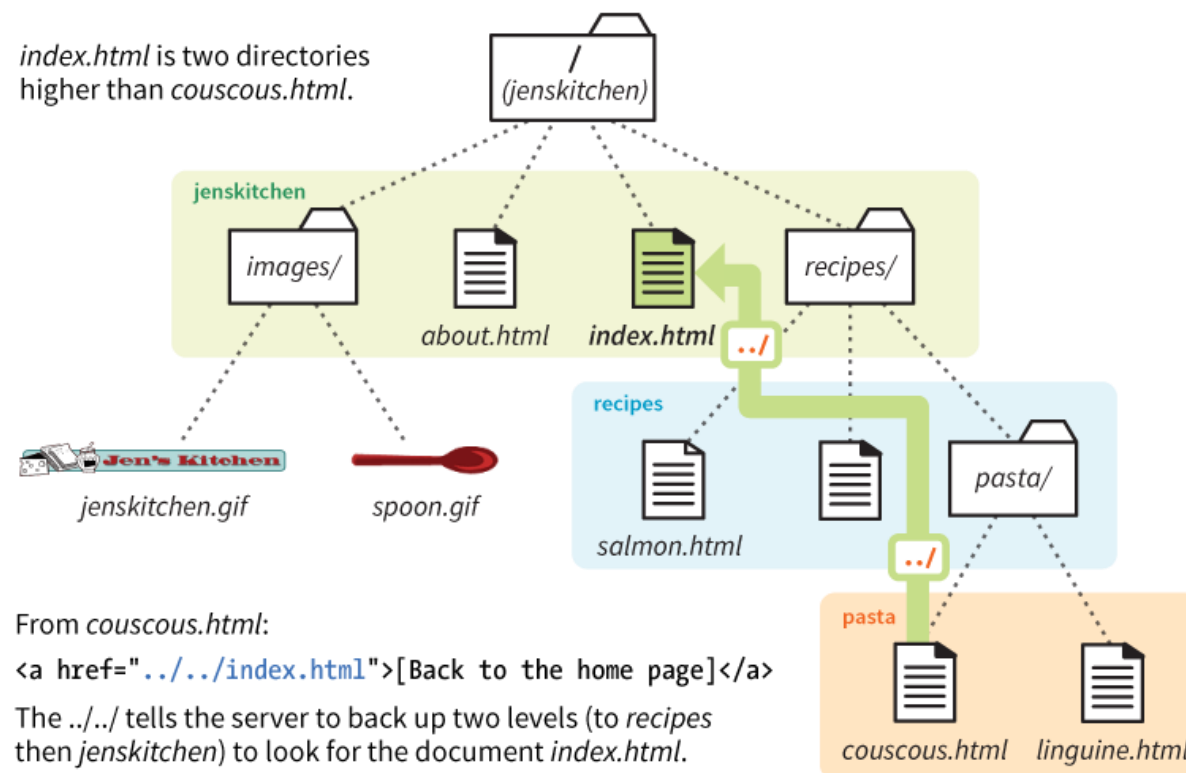 index.html is two directories
higher than couscous.html.
/
(jenskitchen)
jenskitchen
images/
about.html
index.html
recipes/
../
recipes
Jen's Kitchen
jenskitchen.gif
spoon.gif
salmon.html
pasta/
../
From couscous.html:
<a href="../../index.html">[Back to the home page]</a>
The ../../ tells the server to back up two levels (to recipes
then jenskitchen) to look for the document index.html.
pasta
couscous.html
linguine.html